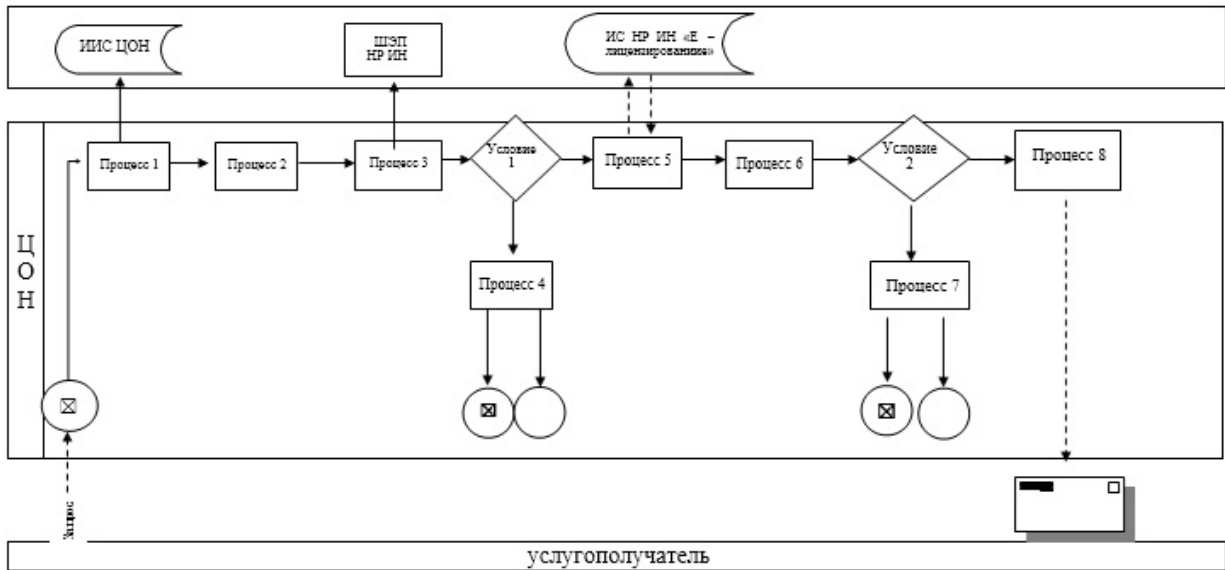 ИИС ЦОН
ШЭП
НР ИН
ИС НР ИН «Е –
лицензирование»
Процесс 1
Процесс 2
Процесс 3
Условие
1
Процесс 5
Процесс 6
Условие
2
Процесс 8
Ц
О
Н
Процесс 4
Процесс 7
Запрос
услугополучатель